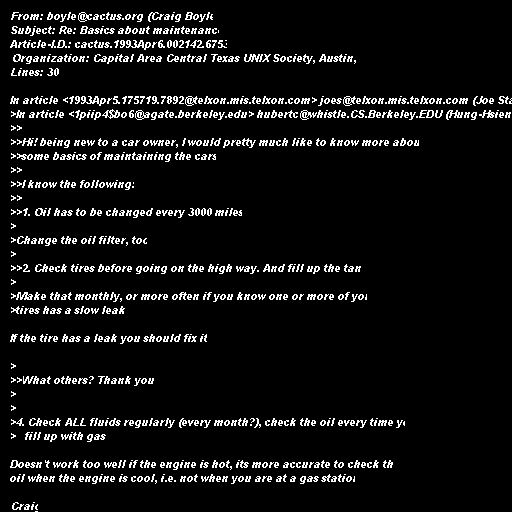 From: boyle@cactus.org (Craig Boyle
Subject: Re: Basics about maintenance
Article-I.D.: cactus.1993Apr6.002142.6753
Organization: Capital Area Central Texas UNIX Society, Austin,
Lines: 30
In article <1993Apr5.175719.7892@telxon.mis.telxon.com> joes@telxon.mis.telxon.com (Joe Sta
>In article <1piip4$bo6@agate.berkeley.edu> hubertc@whistle.CS.Berkeley.EDU (Hung-Hsien
>>
>>Hi! being new to a car owner, I would pretty much like to know more abou
>>some basics of maintaining the cars
>>
>>I know the following:
>>
>>1. Oil has to be changed every 3000 miles
>
>Change the oil filter, too
>
>>2. Check tires before going on the high way. And fill up the tan
>
>Make that monthly, or more often if you know one or more of you
>tires has a slow leak
If the tire has a leak you should fix it
>
>>What others? Thank you
>
>
>4. Check ALL fluids regularly (every month?), check the oil every time yo
> fill up with gas
Doesn't work too well if the engine is hot, its more accurate to check th
oil when the engine is cool, i.e. not when you are at a gas station
Craig